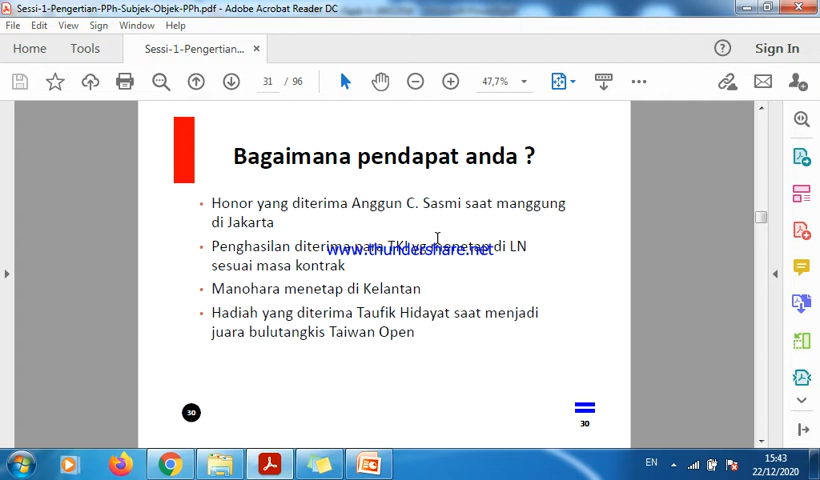 Sessi-1-Pengertian-PPh-Subjek-Objek-PPh.pdf - Adobe Acrobat Reader DC
File Edit View Sign Window Help
Home Tools Sessi-1-Pengertian... × Sign In
31 / 96 47,7%
Bagaimana pendapat anda ?
• Honor yang diterima Anggun C. Sasmi saat manggung
di Jakarta
• Penghasilan diterima para TKI yg menetap di LN
www.thundershare.net
sesuai masa kontrak
• Manohara menetap di Kelantan
• Hadiah yang diterima Taufik Hidayat saat menjadi
juara bulutangkis Taiwan Open
30
30
EN 15:43
22/12/2020